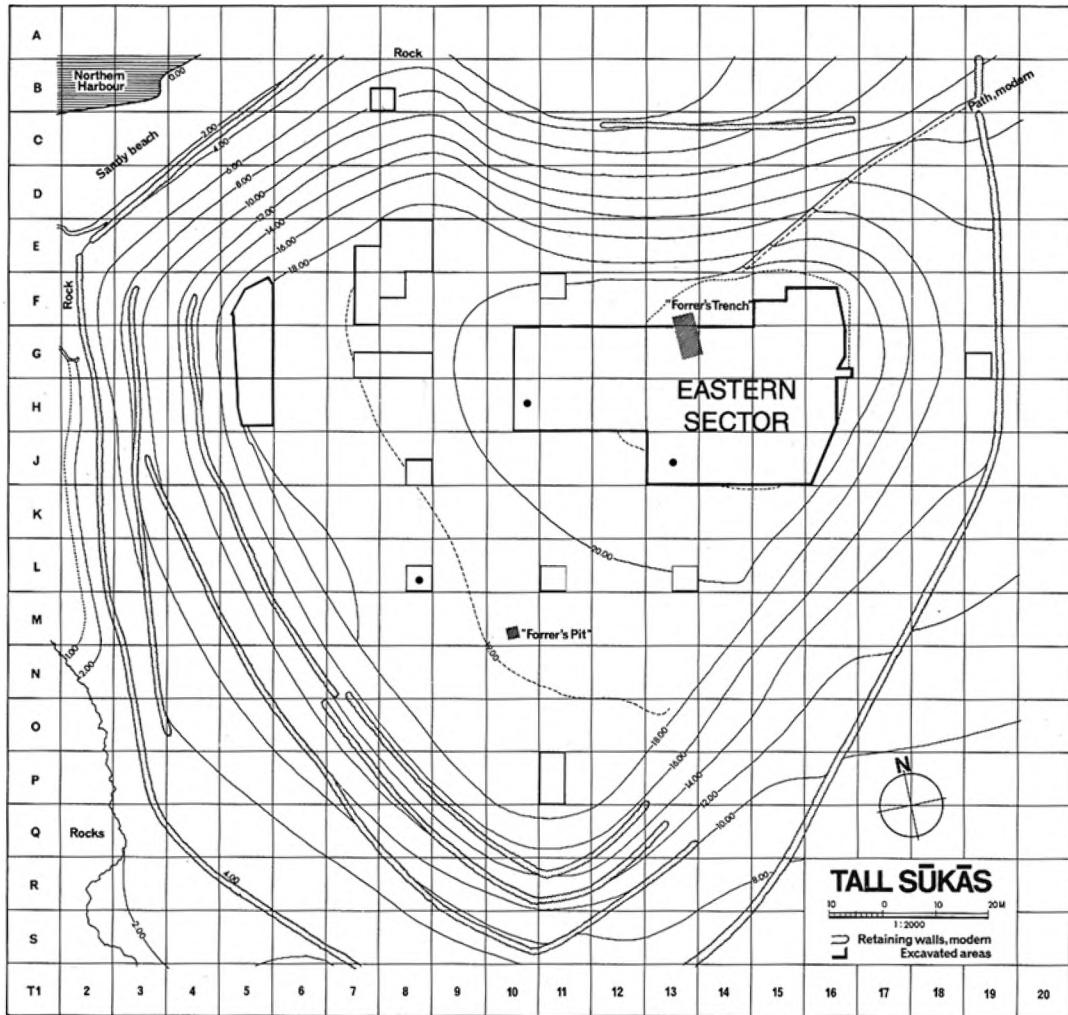 A
Rock
Northern
Harbour
0.00
B
Path, modern
Sandy beach
2.00
4.00
C
6.00
8.00
D
10.00
12.00
14.00
E
16.00
18.00
Rock
F
"Forrer's Trench"
G
EASTERN
SECTOR
H
J
K
20.00
L
M
"Forrer's Pit"
1.00
2.00
N
O
18.00
16.00
P
14.00
12.00
10.00
N
Q
Rocks
R
4.00
8.00
TALL SŪKĀS
10 0 10 20M
1:2000
Retaining walls, modern
Excavated areas
S
2.00
T1 2 3 4 5 6 7 8 9 10 11 12 13 14 15 16 17 18 19 20